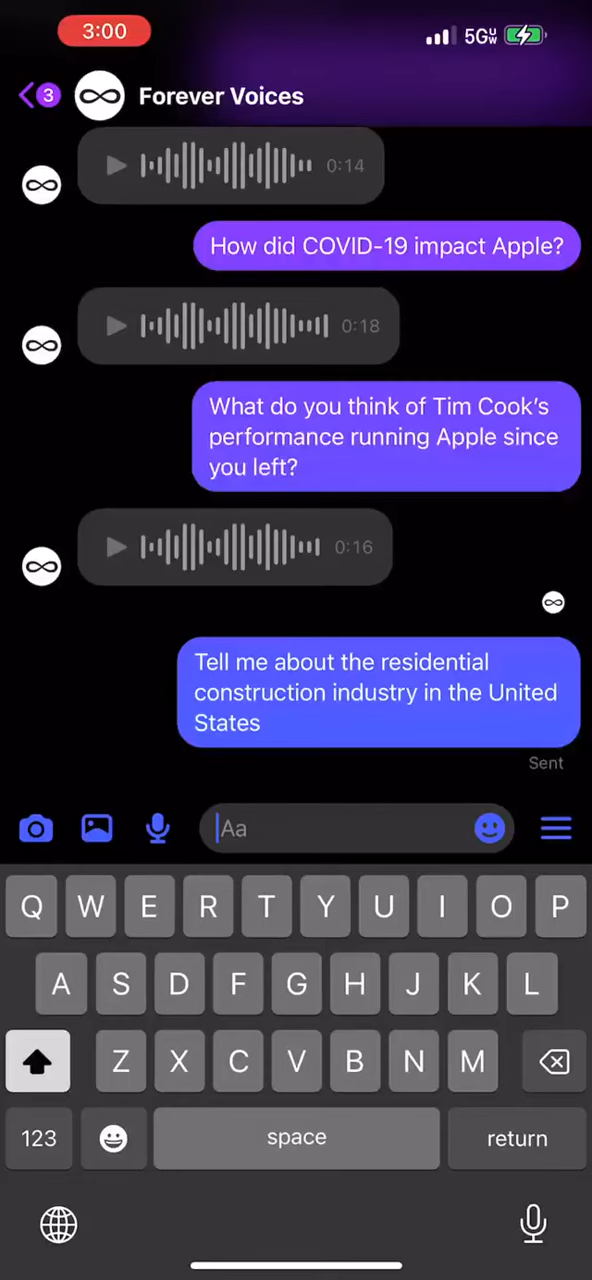 3:00
5GUW
3
Forever Voices
0:14
How did COVID-19 impact Apple?
0:18
What do you think of Tim Cook’s
performance running Apple since
you left?
0:16
Tell me about the residential
construction industry in the United
States
Sent
Aa
Q W E R T Y U I O P
A S D F G H J K L
Z X C V B N M
123 space return